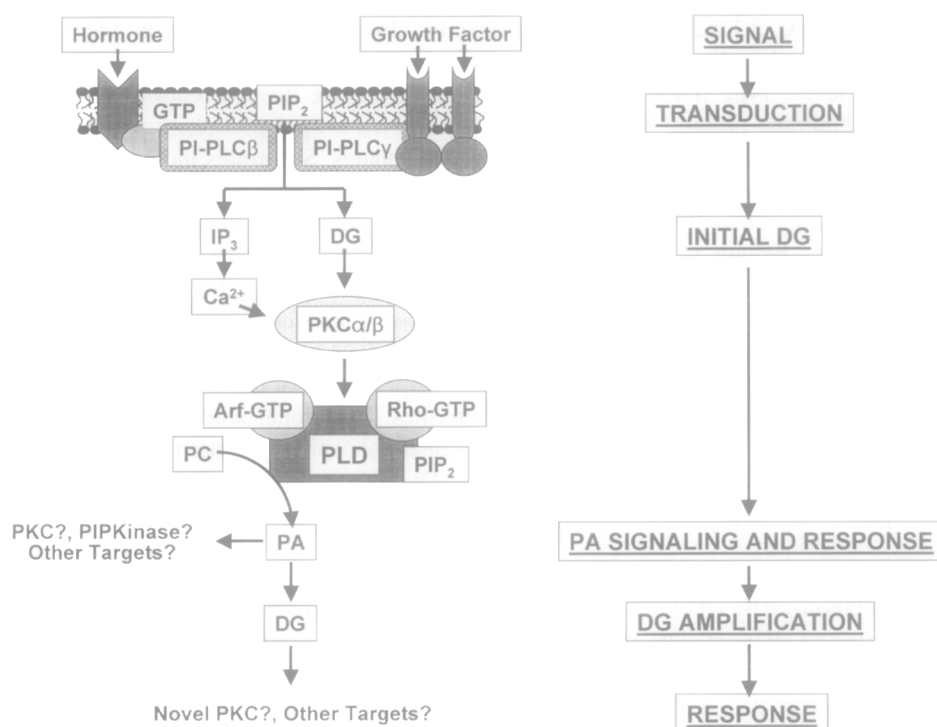 Hormone
Growth Factor
GTP
PIP₂
PI-PLCβ
PI-PLCγ
IP₃
DG
Ca²⁺
PKCα/β
Arf-GTP
Rho-GTP
PLD
PC
PIP₂
PKC?, PIPKinase?
Other Targets?
PA
DG
Novel PKC?, Other Targets?
SIGNAL
TRANSDUCTION
INITIAL DG
PA SIGNALING AND RESPONSE
DG AMPLIFICATION
RESPONSE